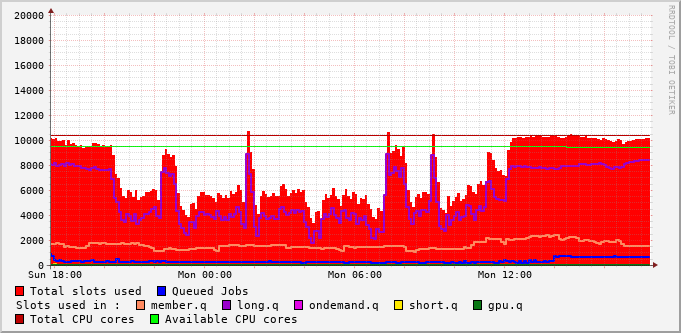 20000
18000
16000
14000
12000
10000
8000
6000
4000
2000
0
Sun 18:00 Mon 00:00 Mon 06:00 Mon 12:00
RRDTOOL / TOBI OETIKER
Total slots used Queued Jobs
Slots used in : member.q long.q ondemand.q short.q gpu.q
Total CPU cores Available CPU cores